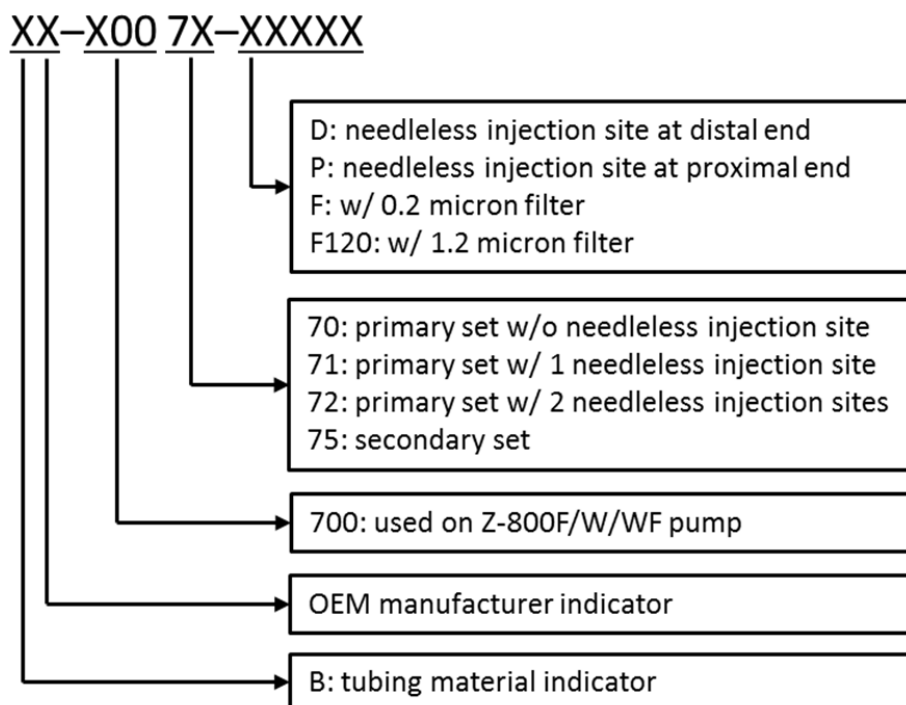 XX–X00 7X–XXXXX
D: needleless injection site at distal end
P: needleless injection site at proximal end
F: w/ 0.2 micron filter
F120: w/ 1.2 micron filter
70: primary set w/o needleless injection site
71: primary set w/ 1 needleless injection site
72: primary set w/ 2 needleless injection sites
75: secondary set
700: used on Z-800F/W/WF pump
OEM manufacturer indicator
B: tubing material indicator